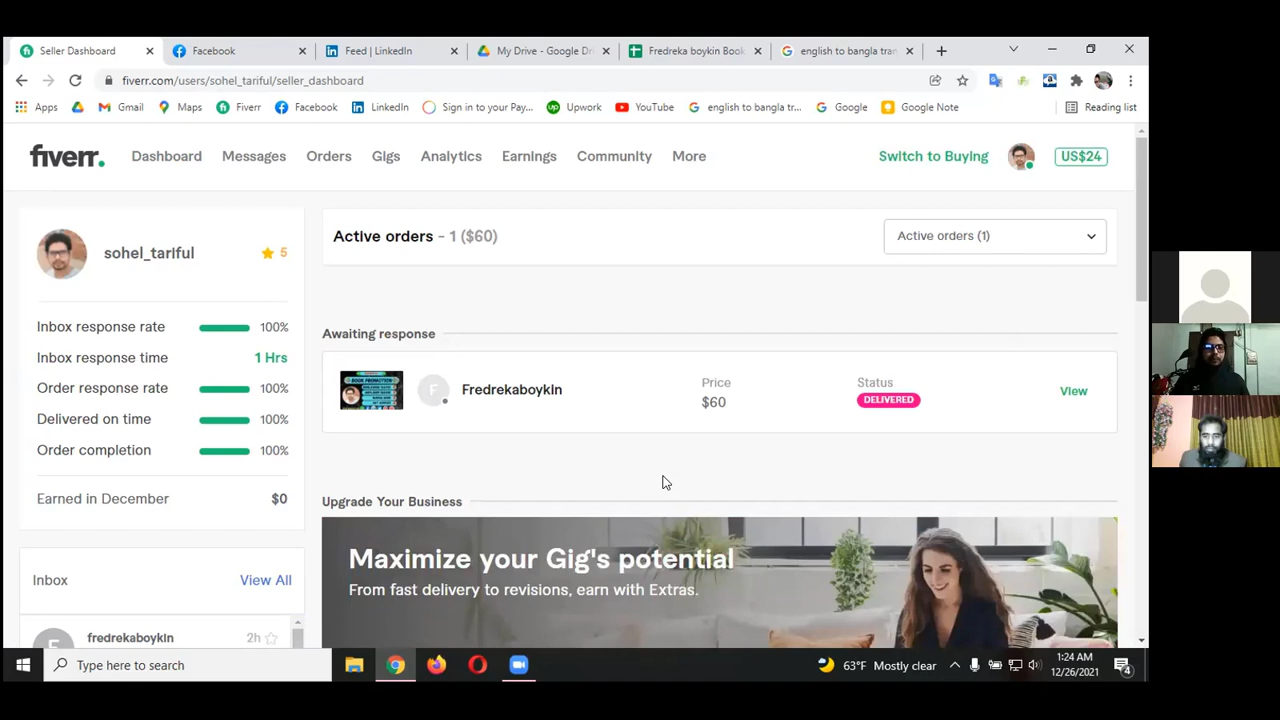 Seller Dashboard
Facebook
Feed | LinkedIn
My Drive - Google Dri
Fredreka boykin Book
english to bangla tran
fiverr.com/users/sohel_tariful/seller_dashboard
Apps
Gmail
Maps
Fiverr
Facebook
LinkedIn
Sign in to your Pay...
Upwork
YouTube
english to bangla tr...
Google
Google Note
Reading list
fiverr.
Dashboard
Messages
Orders
Gigs
Analytics
Earnings
Community
More
Switch to Buying
US$24
sohel_tariful
5
Inbox response rate 100%
Inbox response time 1 Hrs
Order response rate 100%
Delivered on time 100%
Order completion 100%
Earned in December $0
Inbox View All
fredrekaboykin 2h
Active orders - 1 ($60)
Active orders (1)
Awaiting response
BOOK PROMOTION
Fredrekaboykin
Price
$60
Status
DELIVERED
View
Upgrade Your Business
Maximize your Gig's potential
From fast delivery to revisions, earn with Extras.
Type here to search
63°F Mostly clear
1:24 AM
12/26/2021
4